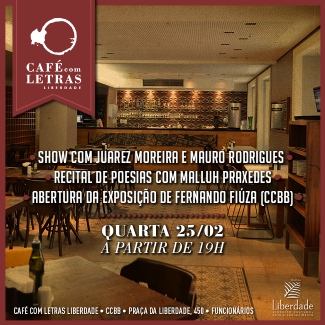 CAFÉ com
LETRAS
LIBERDADE
SHOW COM JUAREZ MOREIRA E MAURO RODRIGUES
RECITAL DE POESIAS COM MALLUH PRAXEDES
ABERTURA DA EXPOSIÇÃO DE FERNANDO FIÚZA (CCBB)
QUARTA 25/02
À PARTIR DE 19H
Liberdade
CAFÉ COM LETRAS LIBERDADE • CCBB • PRAÇA DA LIBERDADE, 450 • FUNCIONÁRIOS